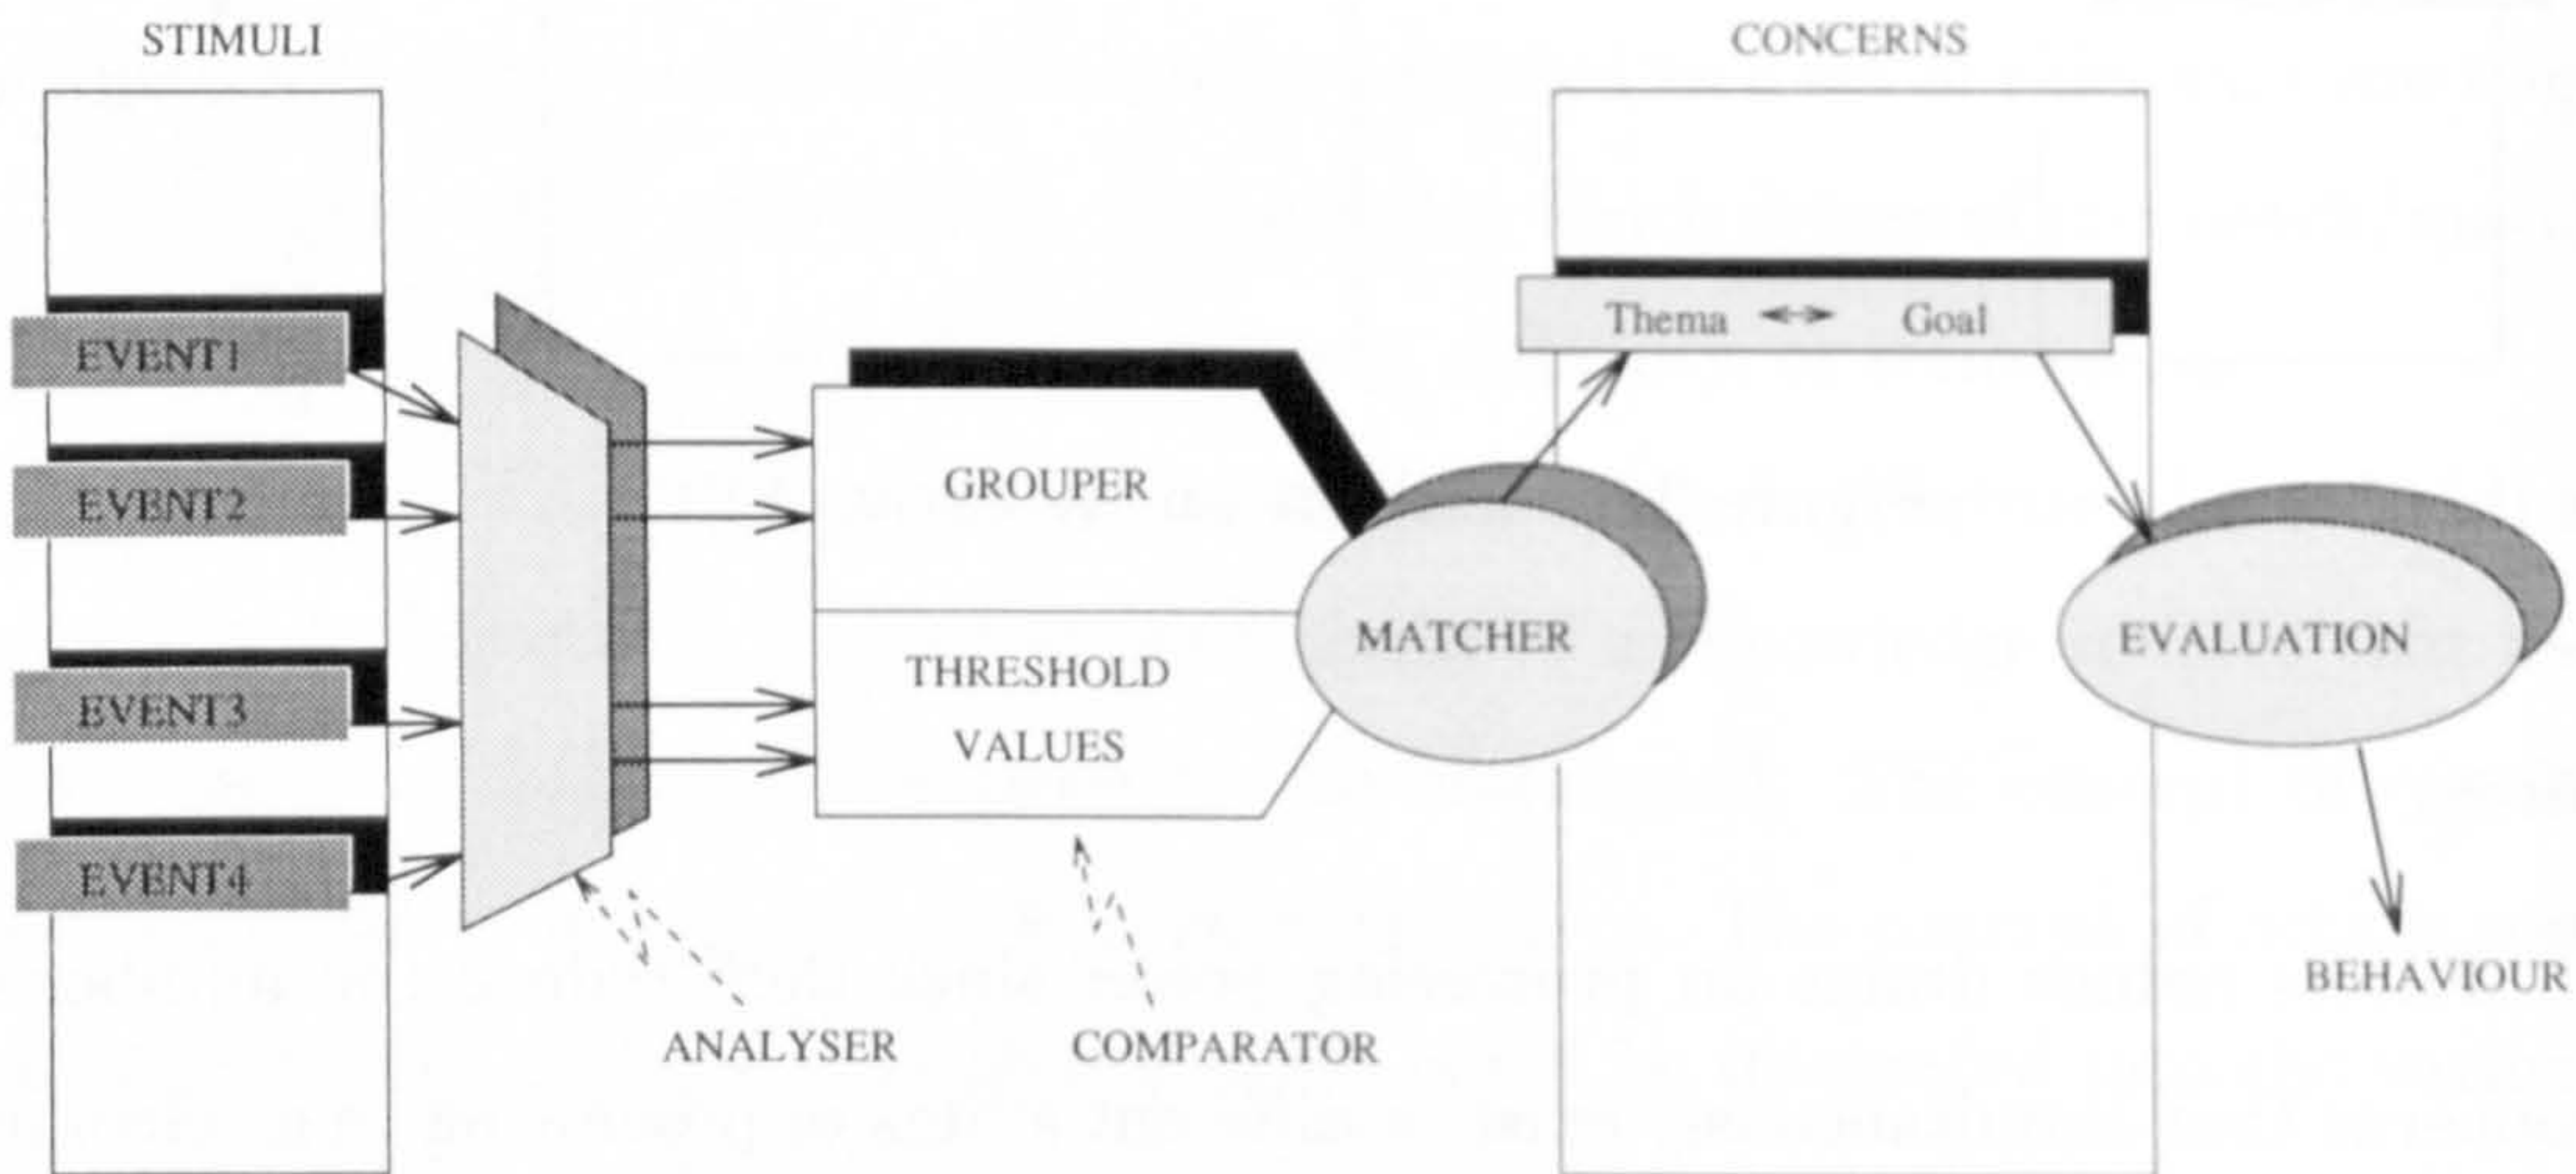 STIMULI
CONCERNS
EVENT1
EVENT2
EVENT3
EVENT4
GROUPER
THRESHOLD
VALUES
MATCHER
Thema
Goal
EVALUATION
BEHAVIOUR
ANALYSER
COMPARATOR